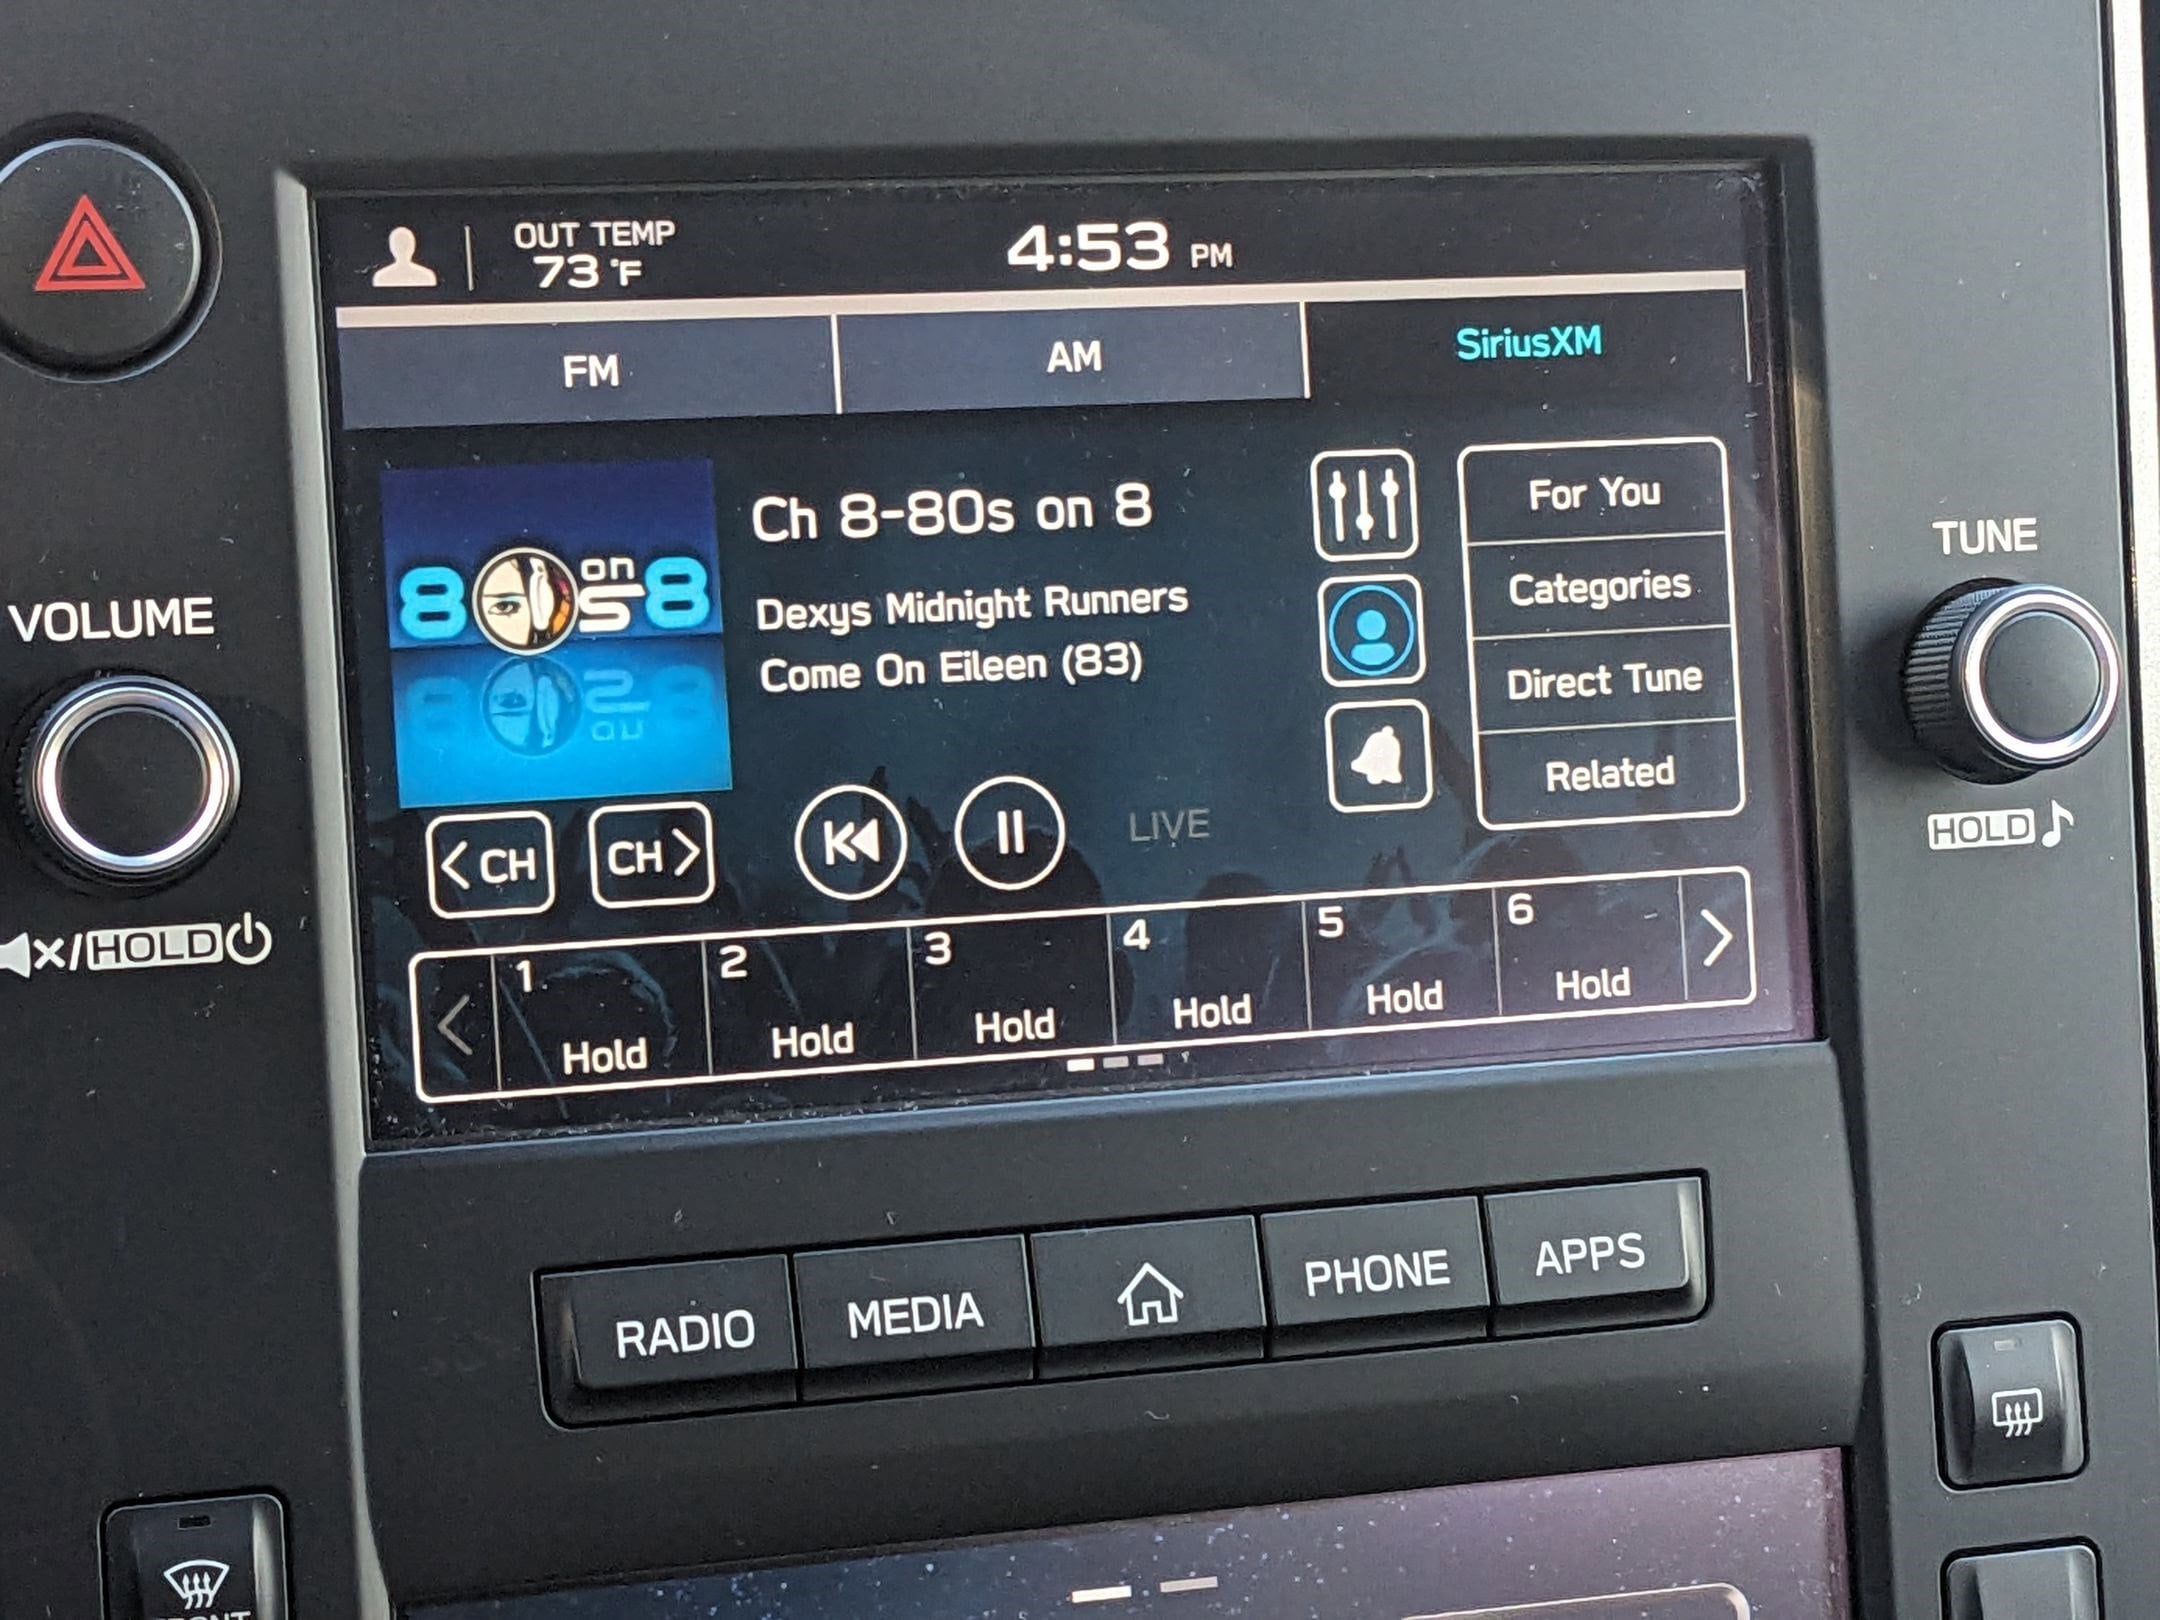 OUT TEMP
73 °F
4:53 PM
FM
AM
SiriusXM
80s on 8
Ch 8-80s on 8
Dexys Midnight Runners
Come On Eileen (83)
For You
Categories
Direct Tune
Related
< CH
CH >
LIVE
1
Hold
2
Hold
3
Hold
4
Hold
5
Hold
6
Hold
VOLUME
x/HOLD
TUNE
HOLD
RADIO
MEDIA
PHONE
APPS
FRONT